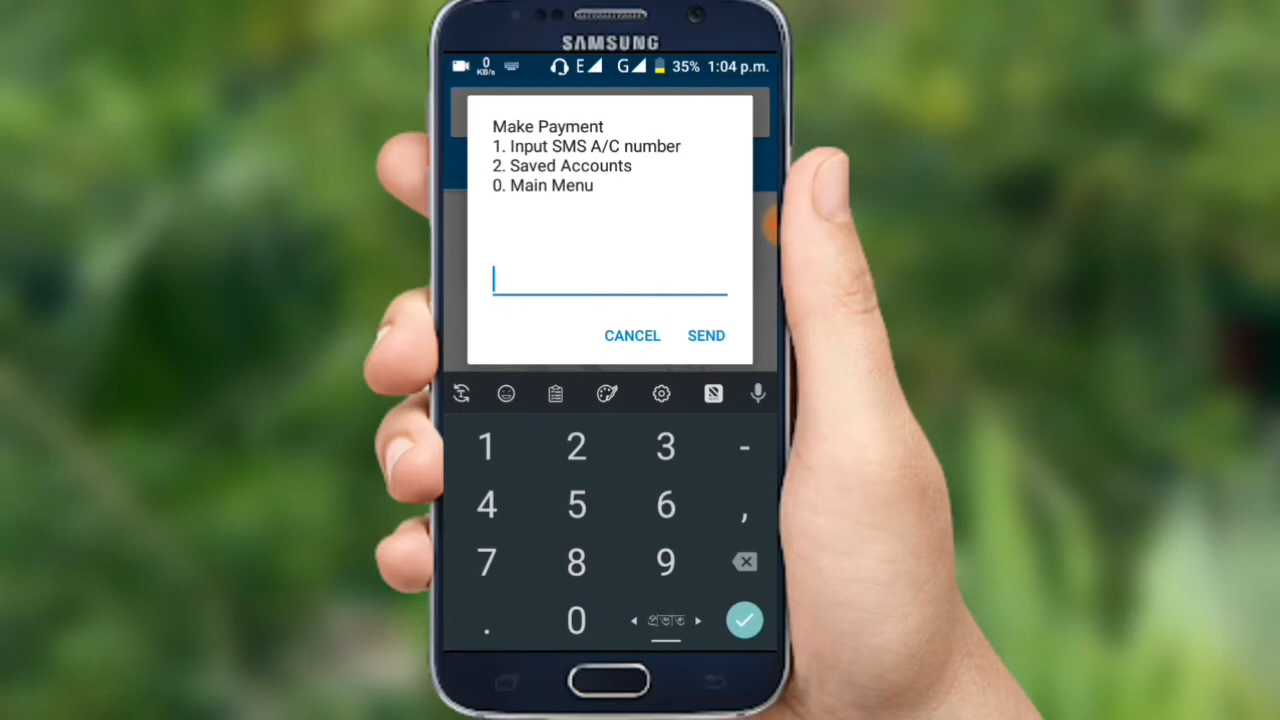 SAMSUNG
0 KB/s E G 35% 1:04 p.m.
Make Payment
1. Input SMS A/C number
2. Saved Accounts
0. Main Menu
CANCEL SEND
1 2 3 -
4 5 6 ,
7 8 9
. 0